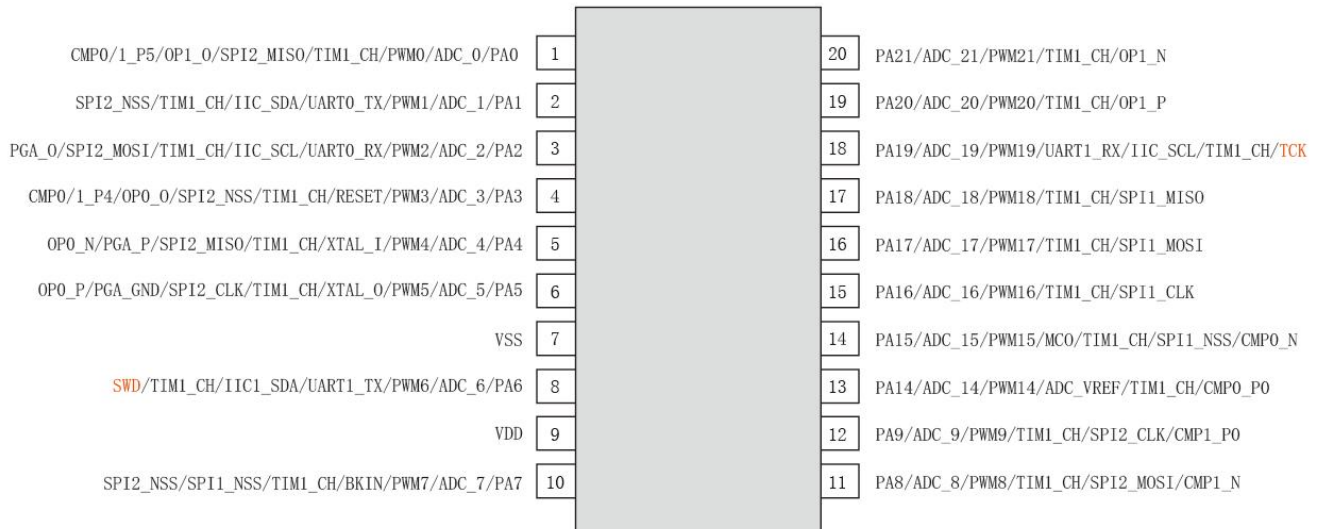 CMP0/1_P5/OP1_O/SPI2_MISO/TIM1_CH/PWM0/ADC_0/PA0 1
20 PA21/ADC_21/PWM21/TIM1_CH/OP1_N
SPI2_NSS/TIM1_CH/IIC_SDA/UART0_TX/PWM1/ADC_1/PA1 2
19 PA20/ADC_20/PWM20/TIM1_CH/OP1_P
PGA_O/SPI2_MOSI/TIM1_CH/IIC_SCL/UART0_RX/PWM2/ADC_2/PA2 3
18 PA19/ADC_19/PWM19/UART1_RX/IIC_SCL/TIM1_CH/TCK
CMP0/1_P4/OP0_O/SPI2_NSS/TIM1_CH/RESET/PWM3/ADC_3/PA3 4
17 PA18/ADC_18/PWM18/TIM1_CH/SPI1_MISO
OP0_N/PGA_P/SPI2_MISO/TIM1_CH/XTAL_I/PWM4/ADC_4/PA4 5
16 PA17/ADC_17/PWM17/TIM1_CH/SPI1_MOSI
OP0_P/PGA_GND/SPI2_CLK/TIM1_CH/XTAL_O/PWM5/ADC_5/PA5 6
15 PA16/ADC_16/PWM16/TIM1_CH/SPI1_CLK
VSS 7
14 PA15/ADC_15/PWM15/MCO/TIM1_CH/SPI1_NSS/CMP0_N
SWD/TIM1_CH/IIC1_SDA/UART1_TX/PWM6/ADC_6/PA6 8
13 PA14/ADC_14/PWM14/ADC_VREF/TIM1_CH/CMP0_P0
VDD 9
12 PA9/ADC_9/PWM9/TIM1_CH/SPI2_CLK/CMP1_P0
SPI2_NSS/SPI1_NSS/TIM1_CH/BKIN/PWM7/ADC_7/PA7 10
11 PA8/ADC_8/PWM8/TIM1_CH/SPI2_MOSI/CMP1_N